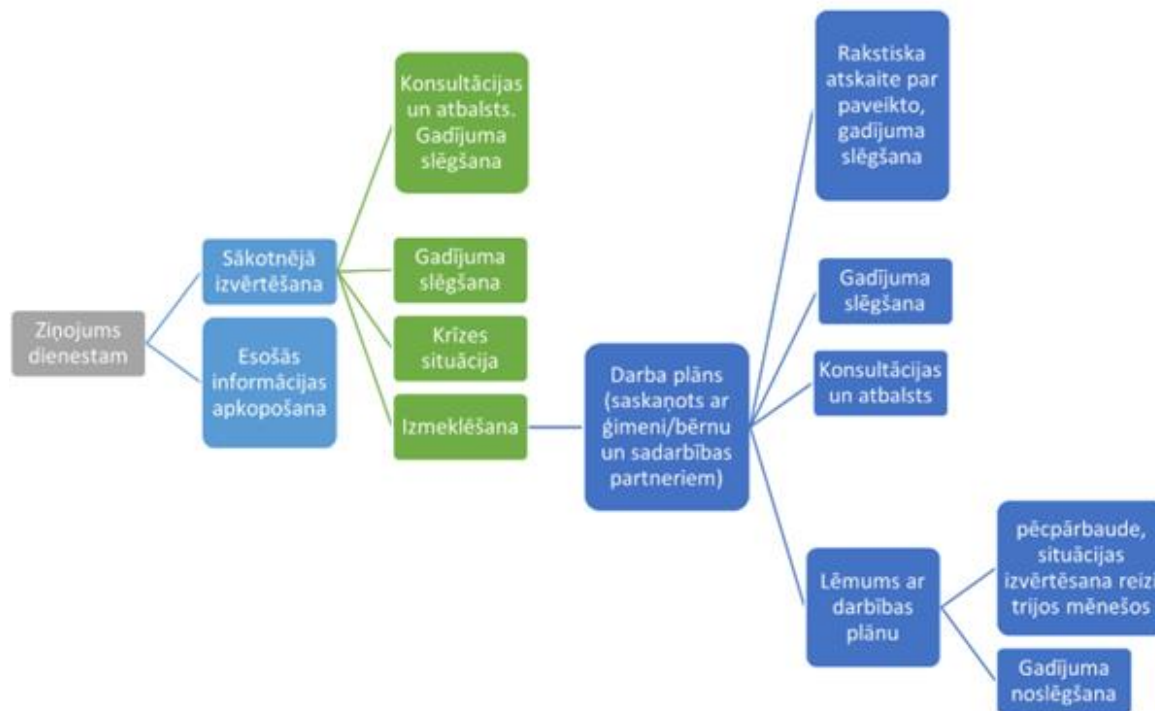 Ziņojums
dienestam
Sākotnējā
izvērtēšana
Esošās
informācijas
apkopošana
Konsultācijas
un atbalsts.
Gadījuma
slēgšana
Gadījuma
slēgšana
Krīzes
situācija
Izmeklēšana
Darba plāns
(saskaņots ar
ģimeni/bērnu
un sadarbības
partneriem)
Rakstiska
atskaite par
paveikto,
gadījuma
slēgšana
Gadījuma
slēgšana
Konsultācijas
un atbalsts
Lēmums ar
darbības
plānu
pēcpārbaude,
situācijas
izvērtēsana reizi
trijos mēnešos
Gadījuma
noslēgšana